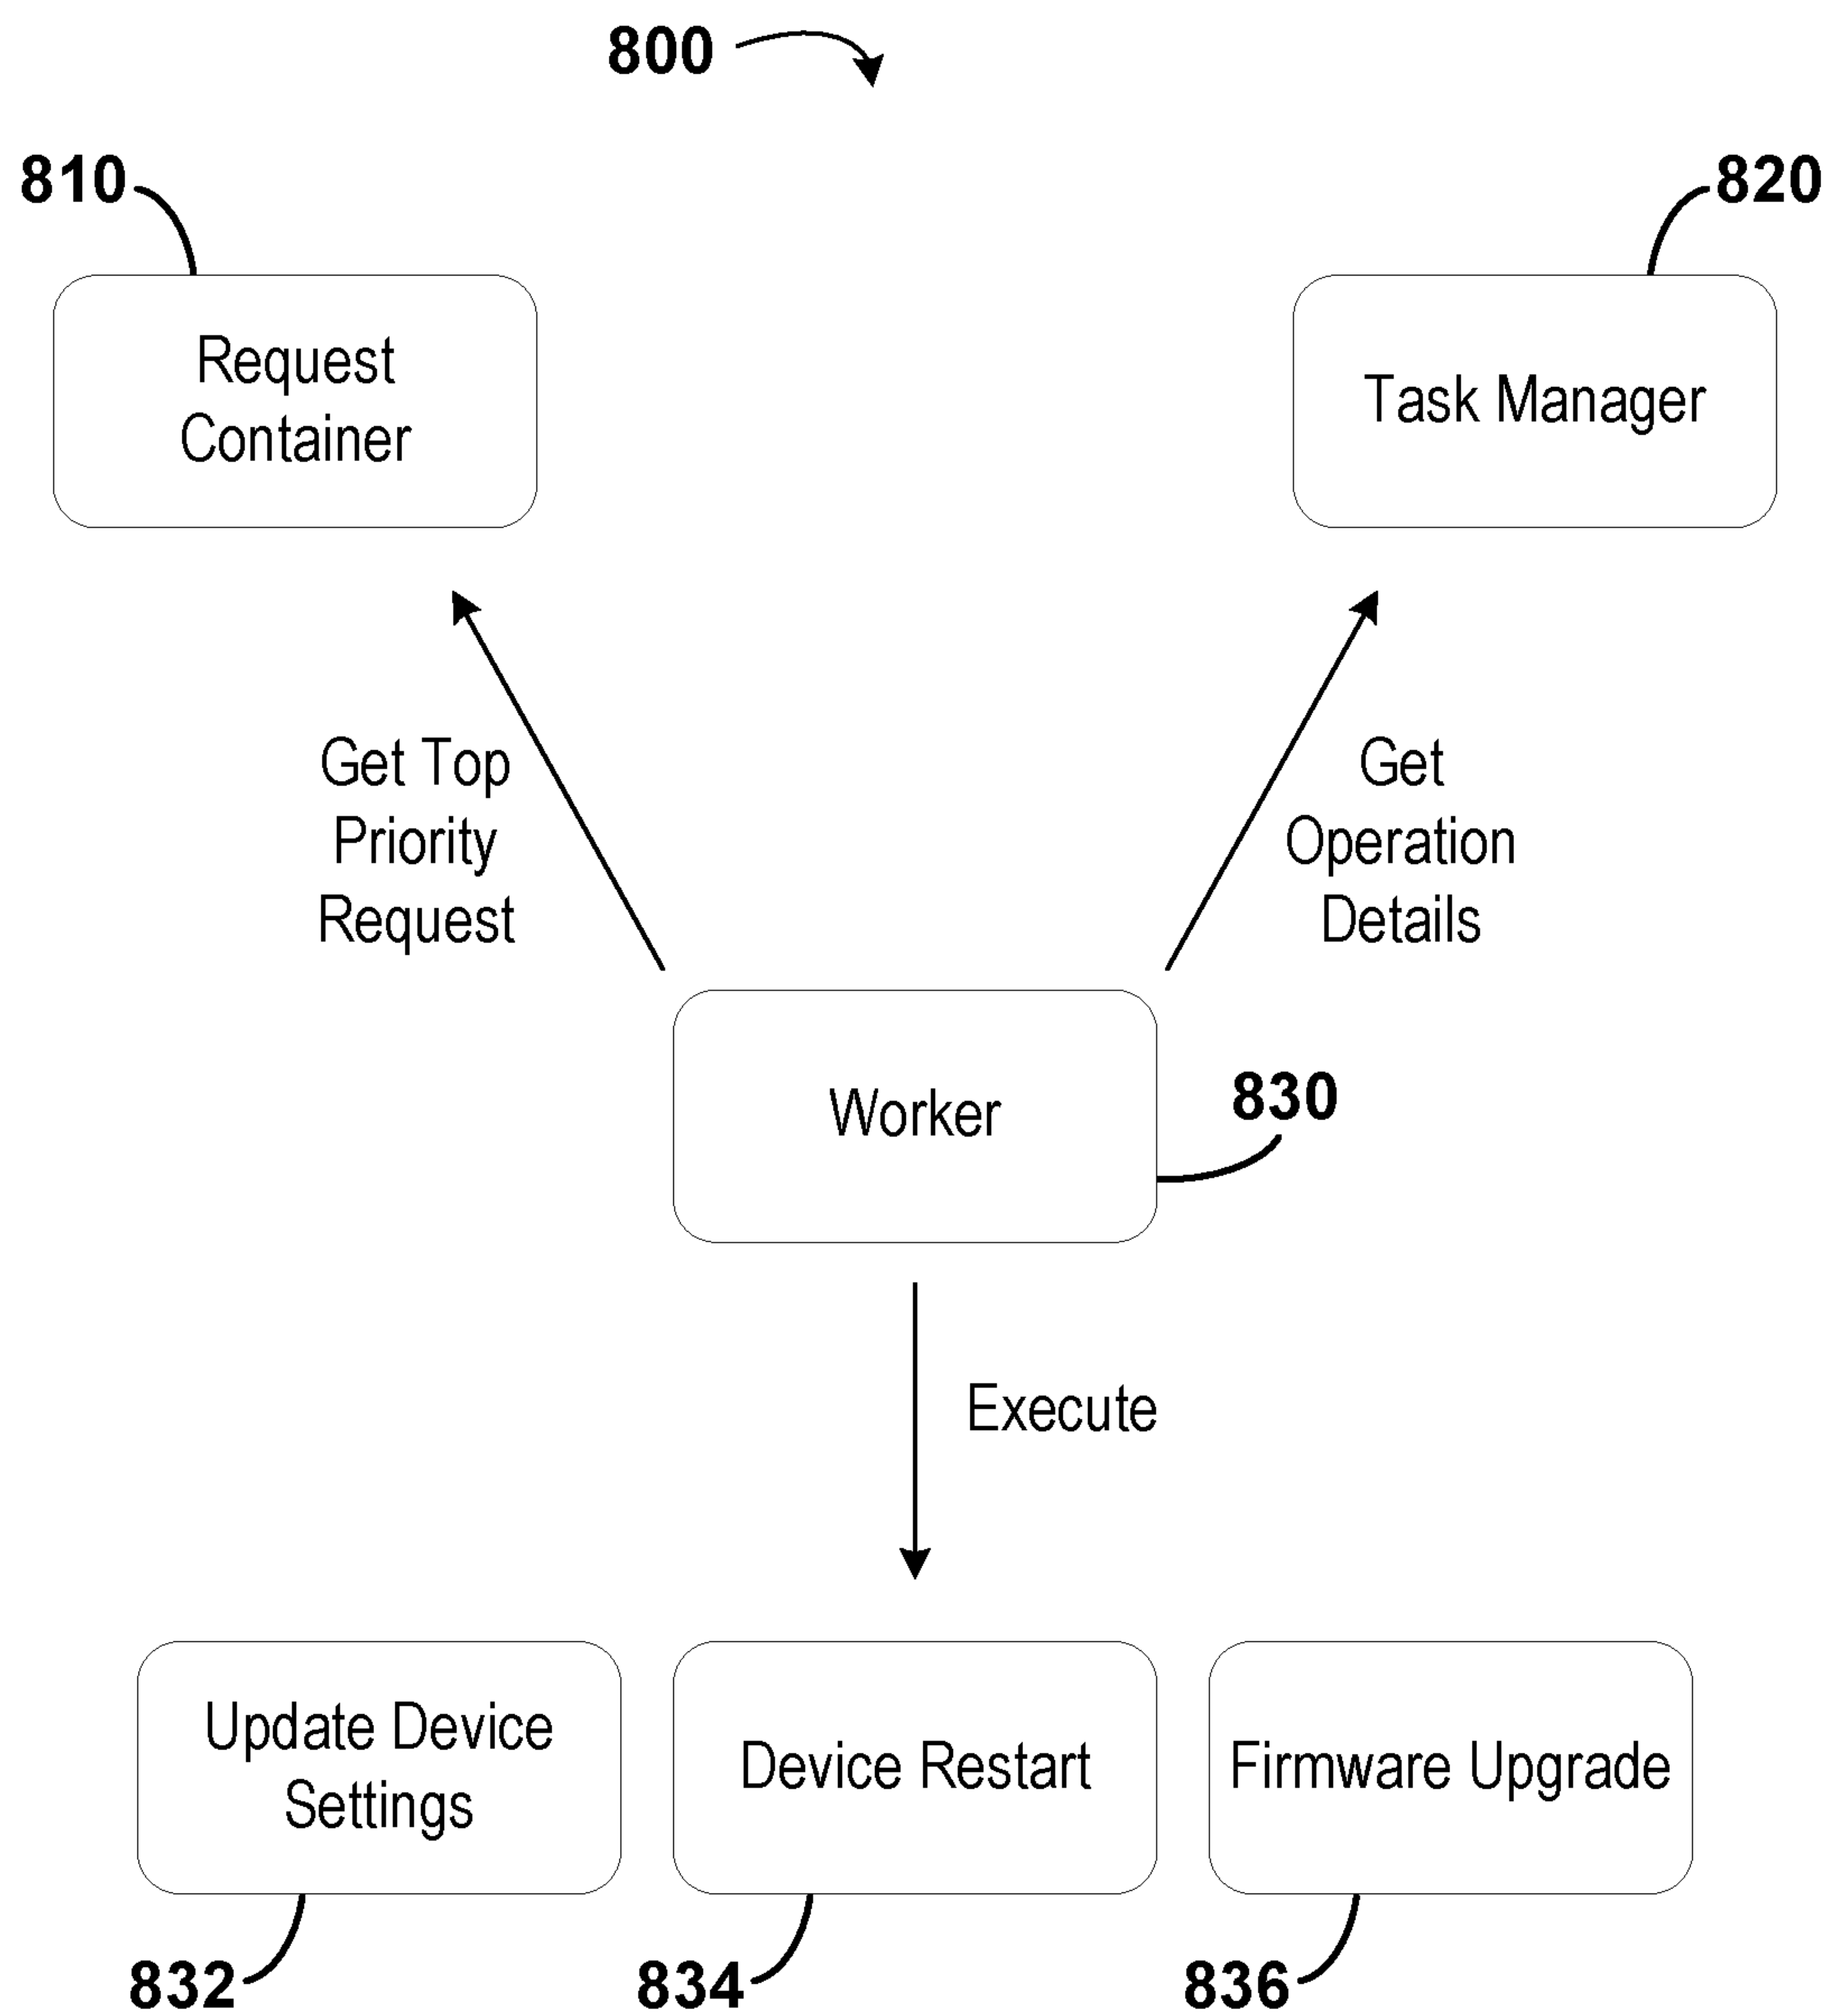 800
810
820
Request
Container
Task Manager
Get Top
Priority
Request
Get
Operation
Details
Worker
830
Execute
Update Device
Settings
Device Restart
Firmware Upgrade
832
834
836